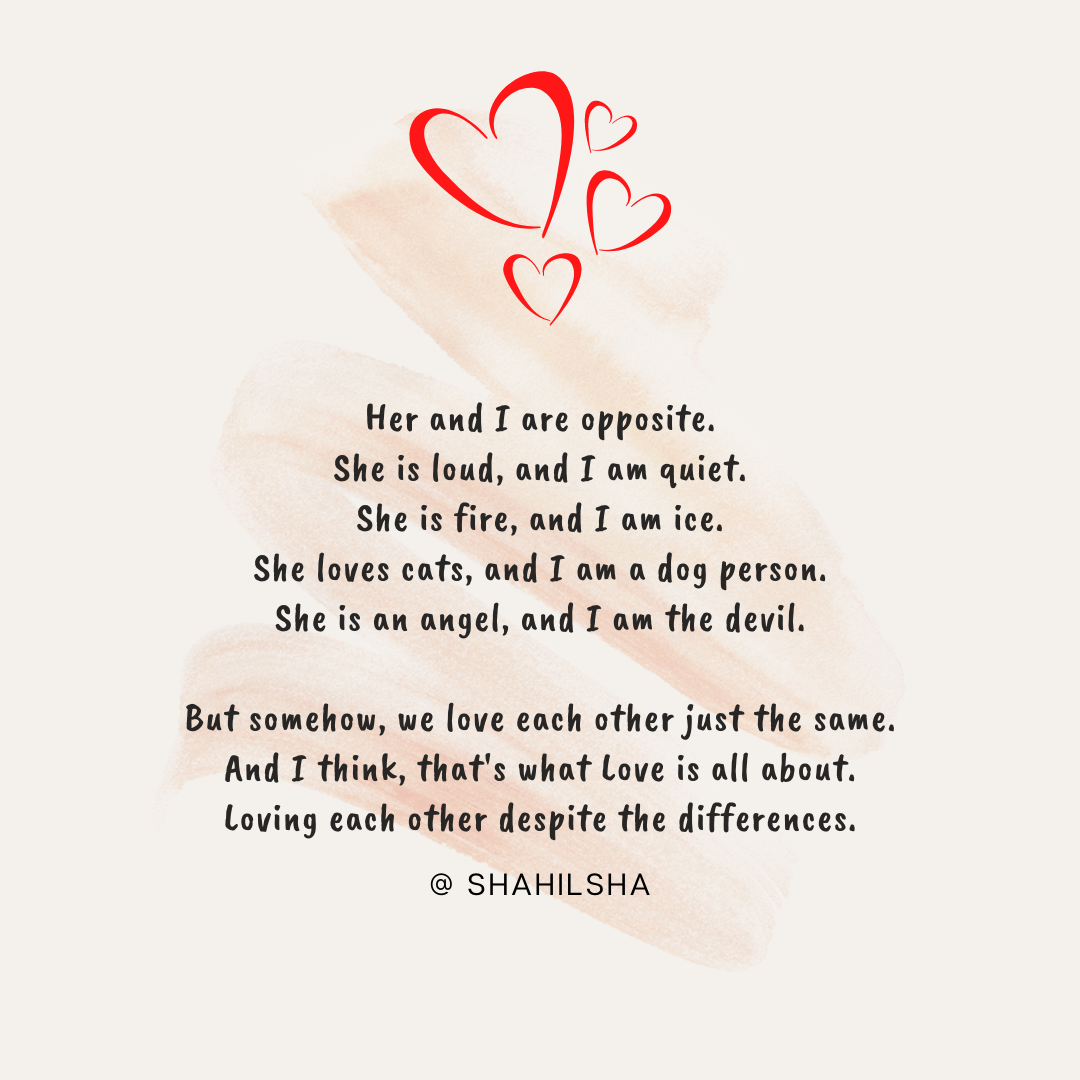 Her and I are opposite.
She is loud, and I am quiet.
She is fire, and I am ice.
She loves cats, and I am a dog person.
She is an angel, and I am the devil.
But somehow, we love each other just the same.
And I think, that's what Love is all about.
Loving each other despite the differences.
@ SHAHILSHA